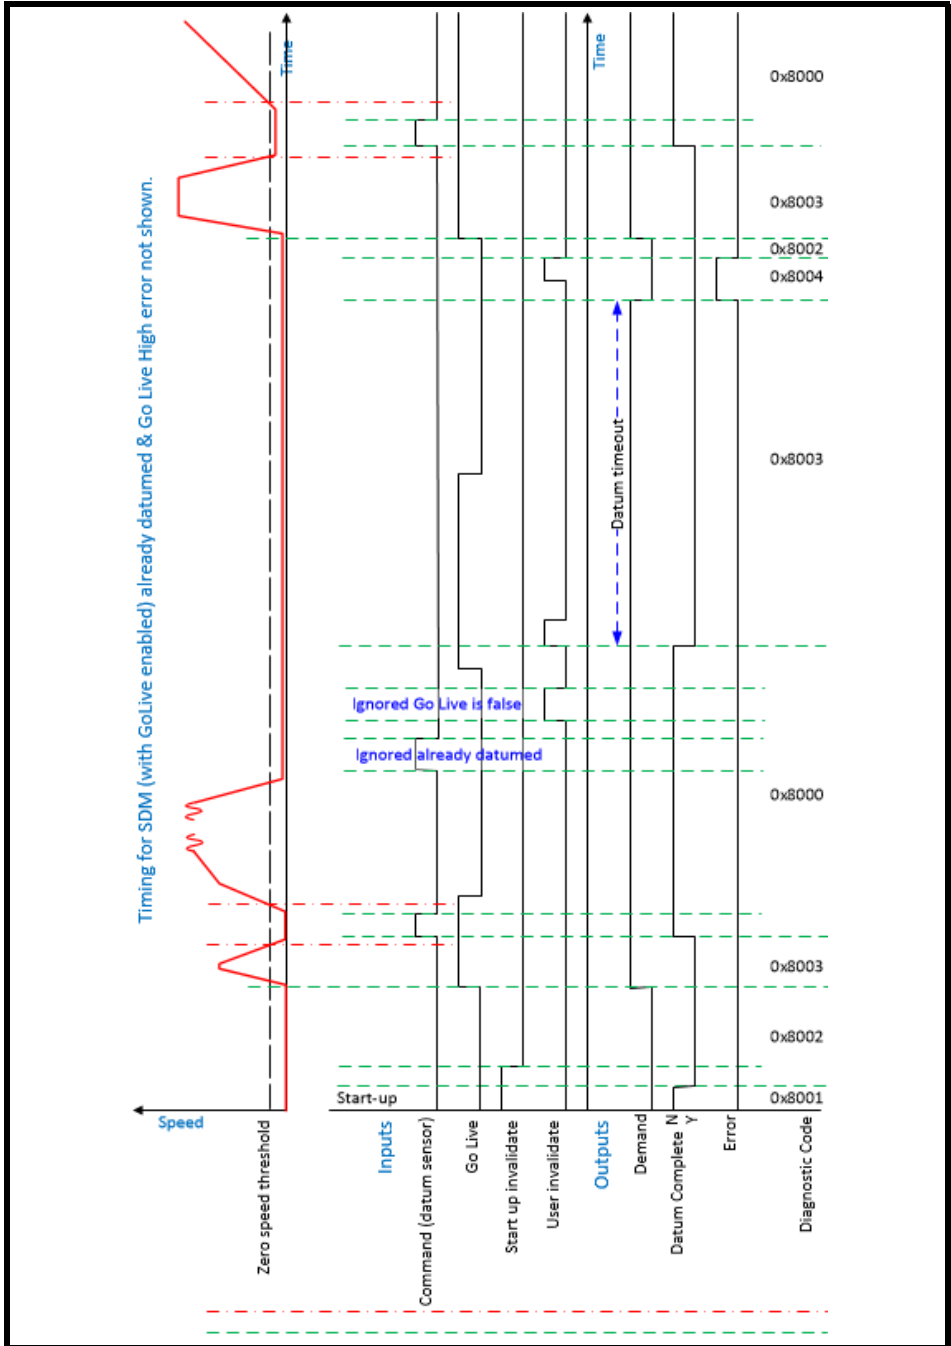 Timing for SDM (with GoLive enabled) already datumed & Go Live High error not shown.
Speed
Time
Zero speed threshold
Start-up
Inputs
Command (datum sensor)
Go Live
Start up invalidate
User invalidate
Ignored already datumed
Ignored Go Live is false
Outputs
Time
Demand
Datum Complete N
Y
Error
Datum timeout
Diagnostic Code
0x8001
0x8002
0x8003
0x8000
0x8003
0x8004
0x8002
0x8003
0x8000